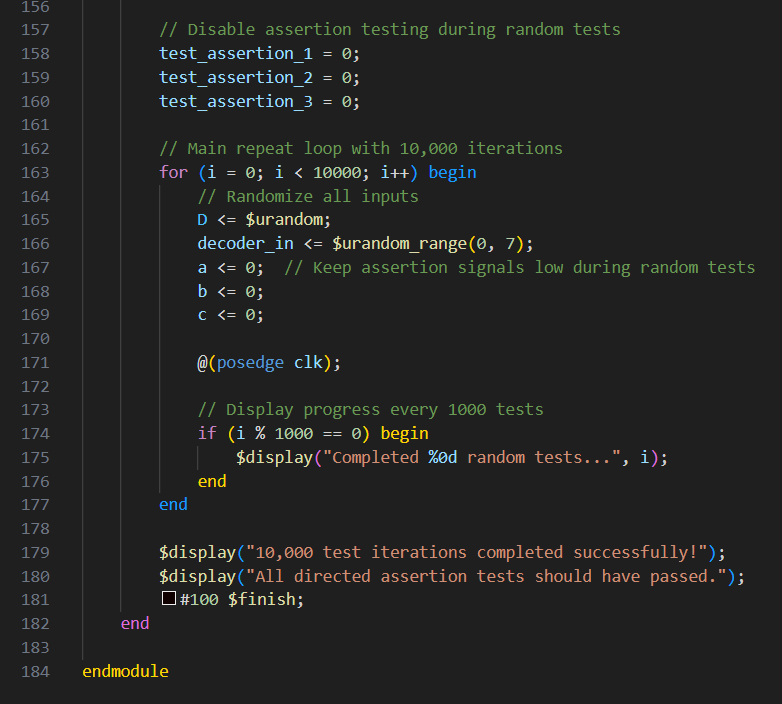 156
157 // Disable assertion testing during random tests
158 test_assertion_1 = 0;
159 test_assertion_2 = 0;
160 test_assertion_3 = 0;
161
162 // Main repeat loop with 10,000 iterations
163 for (i = 0; i < 10000; i++) begin
164 // Randomize all inputs
165 D <= $urandom;
166 decoder_in <= $urandom_range(0, 7);
167 a <= 0;  // Keep assertion signals low during random tests
168 b <= 0;
169 c <= 0;
170
171 @(posedge clk);
172
173 // Display progress every 1000 tests
174 if (i % 1000 == 0) begin
175 $display("Completed %0d random tests...", i);
176 end
177 end
178
179 $display("10,000 test iterations completed successfully!");
180 $display("All directed assertion tests should have passed.");
181 #100 $finish;
182 end
183
184 endmodule